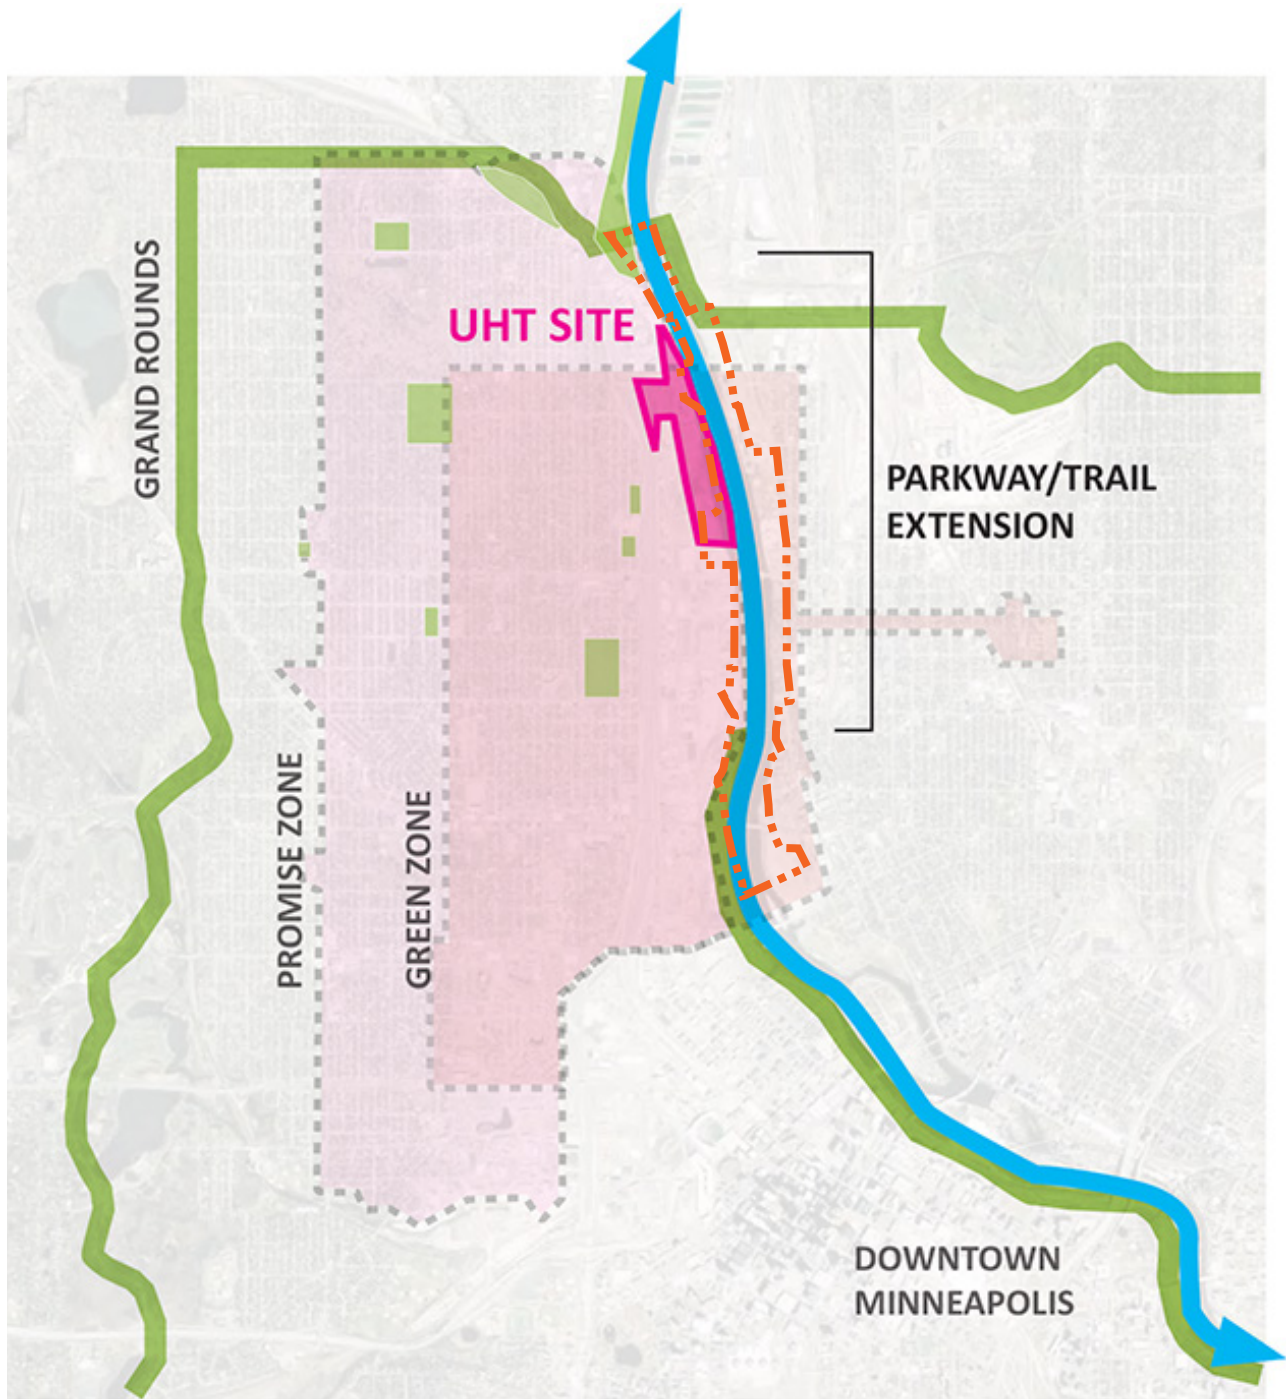 GRAND ROUNDS
UHT SITE
PARKWAY/TRAIL
EXTENSION
PROMISE ZONE
GREEN ZONE
DOWNTOWN
MINNEAPOLIS